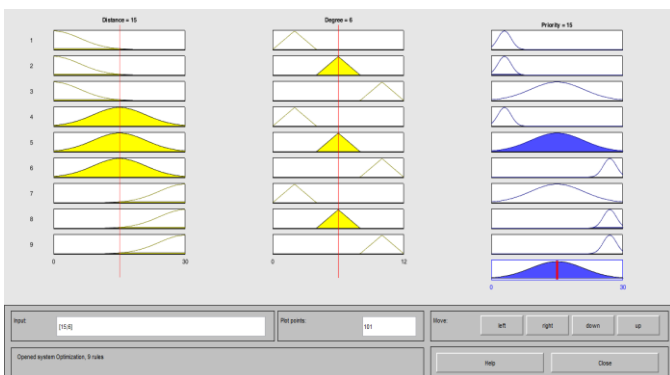 Distance = 15
Degree = 6
Priority = 15
1
2
3
4
5
6
7
8
9
0
30
0
12
0
30
Input:
[15;6]
Plot points:
101
Move:
left
right
down
up
Opened system Optimization, 9 rules
Help
Close